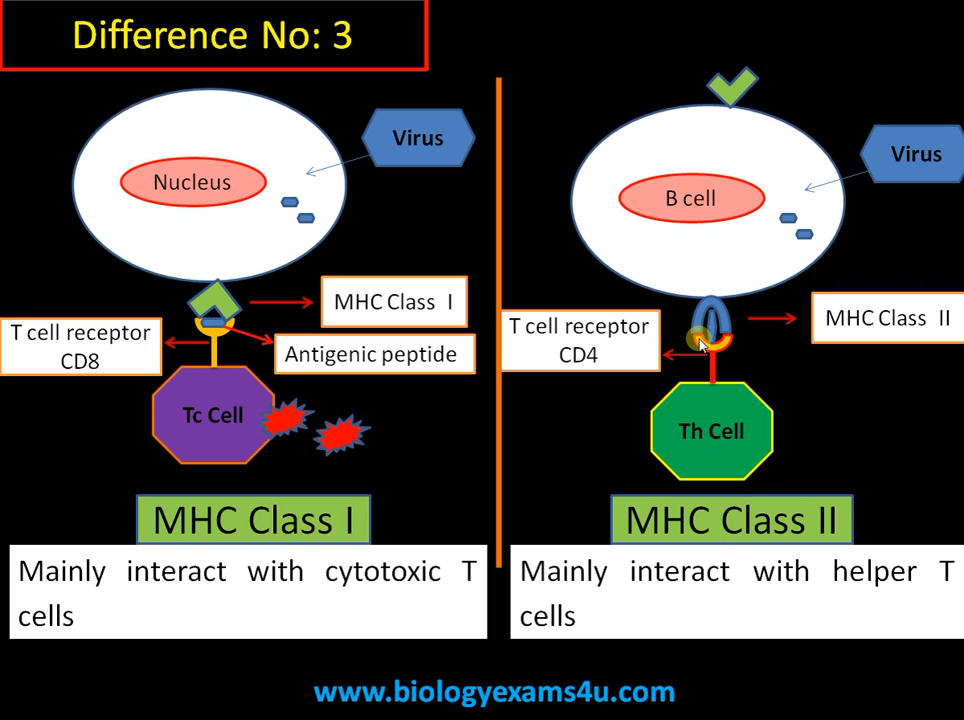 Difference No: 3
Virus
Nucleus
MHC Class I
T cell receptor
CD8
Antigenic peptide
Tc Cell
MHC Class I
Mainly interact with cytotoxic T
cells
Virus
B cell
MHC Class II
T cell receptor
CD4
Th Cell
MHC Class II
Mainly interact with helper T
cells
www.biologyexams4u.com